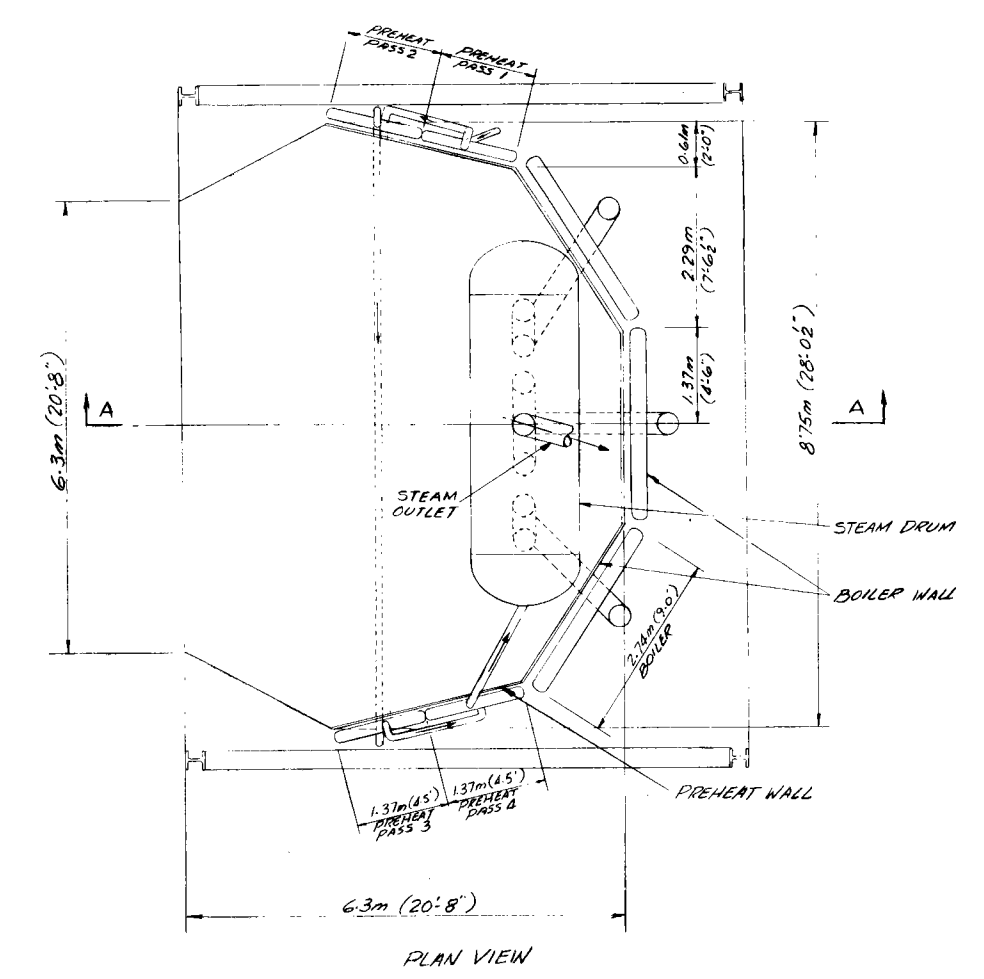 PREHEAT
PASS 2
PREHEAT
PASS 1
0.61m
(2'-0")
2.29m
(7'-6½")
1.37m
(4'-6")
8.75m (28'-0½")
6.3m (20'-8")
A
A
STEAM
OUTLET
STEAM DRUM
BOILER WALL
2.74m (9.0')
BOILER
PREHEAT WALL
1.37m (4.5')
PREHEAT
PASS 3
1.37m (4.5')
PREHEAT
PASS 4
6.3m (20'-8")
PLAN VIEW